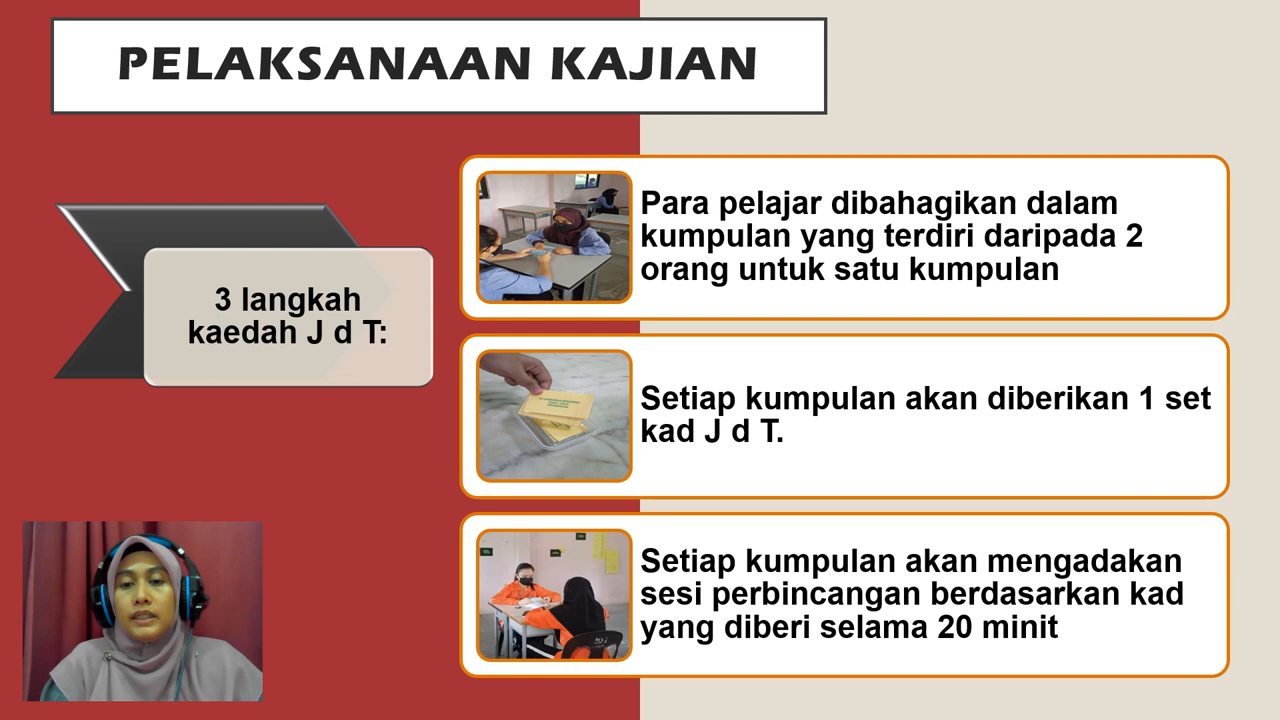 PELAKSANAAN KAJIAN
3 langkah
kaedah J d T:
Para pelajar dibahagikan dalam
kumpulan yang terdiri daripada 2
orang untuk satu kumpulan
Setiap kumpulan akan diberikan 1 set
kad J d T.
Setiap kumpulan akan mengadakan
sesi perbincangan berdasarkan kad
yang diberi selama 20 minit